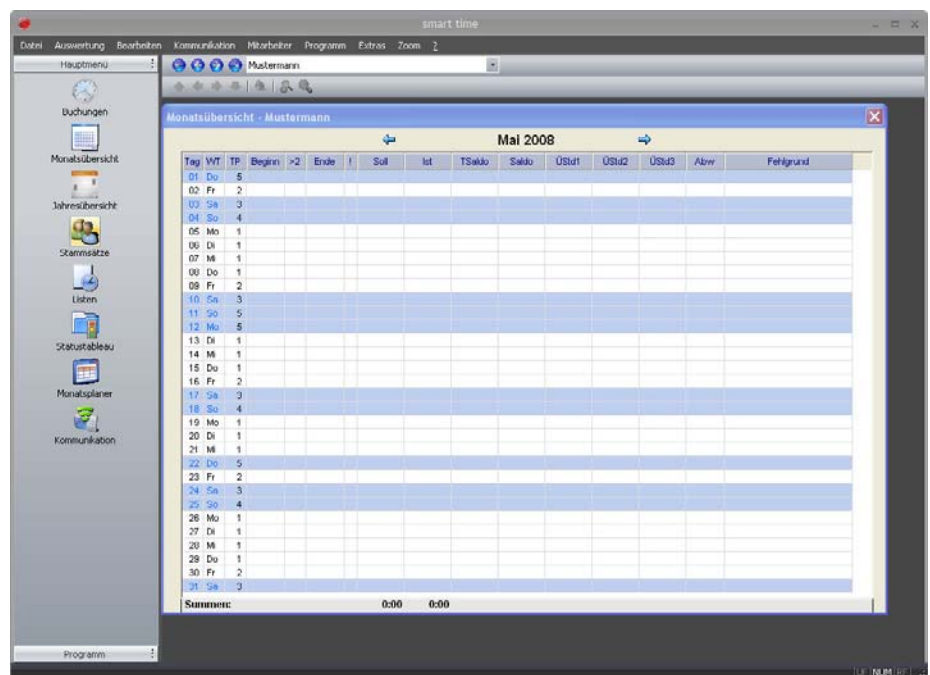 smart time
Datei Auswertung Bearbeiten Kommunikation Mitarbeiter Programm Extras Zoom ?
Hauptmenü
Mustermann
Buchungen
Monatsübersicht
Jahresübersicht
Stammsätze
Listen
Statustableau
Monatsplaner
Kommunikation
Programm
Monatsübersicht - Mustermann
Mai 2008
Tag WT TP Beginn >2 Ende ! Soll Ist TSaldo Saldo ÜStd1 ÜStd2 ÜStd3 Abw Fehlgrund
01 Do 5
02 Fr 2
03 Sa 3
04 So 4
05 Mo 1
06 Di 1
07 Mi 1
08 Do 1
09 Fr 2
10 Sa 3
11 So 5
12 Mo 5
13 Di 1
14 Mi 1
15 Do 1
16 Fr 2
17 Sa 3
18 So 4
19 Mo 1
20 Di 1
21 Mi 1
22 Do 5
23 Fr 2
24 Sa 3
25 So 4
26 Mo 1
27 Di 1
28 Mi 1
29 Do 1
30 Fr 2
31 Sa 3
Summen: 0:00 0:00
NUM